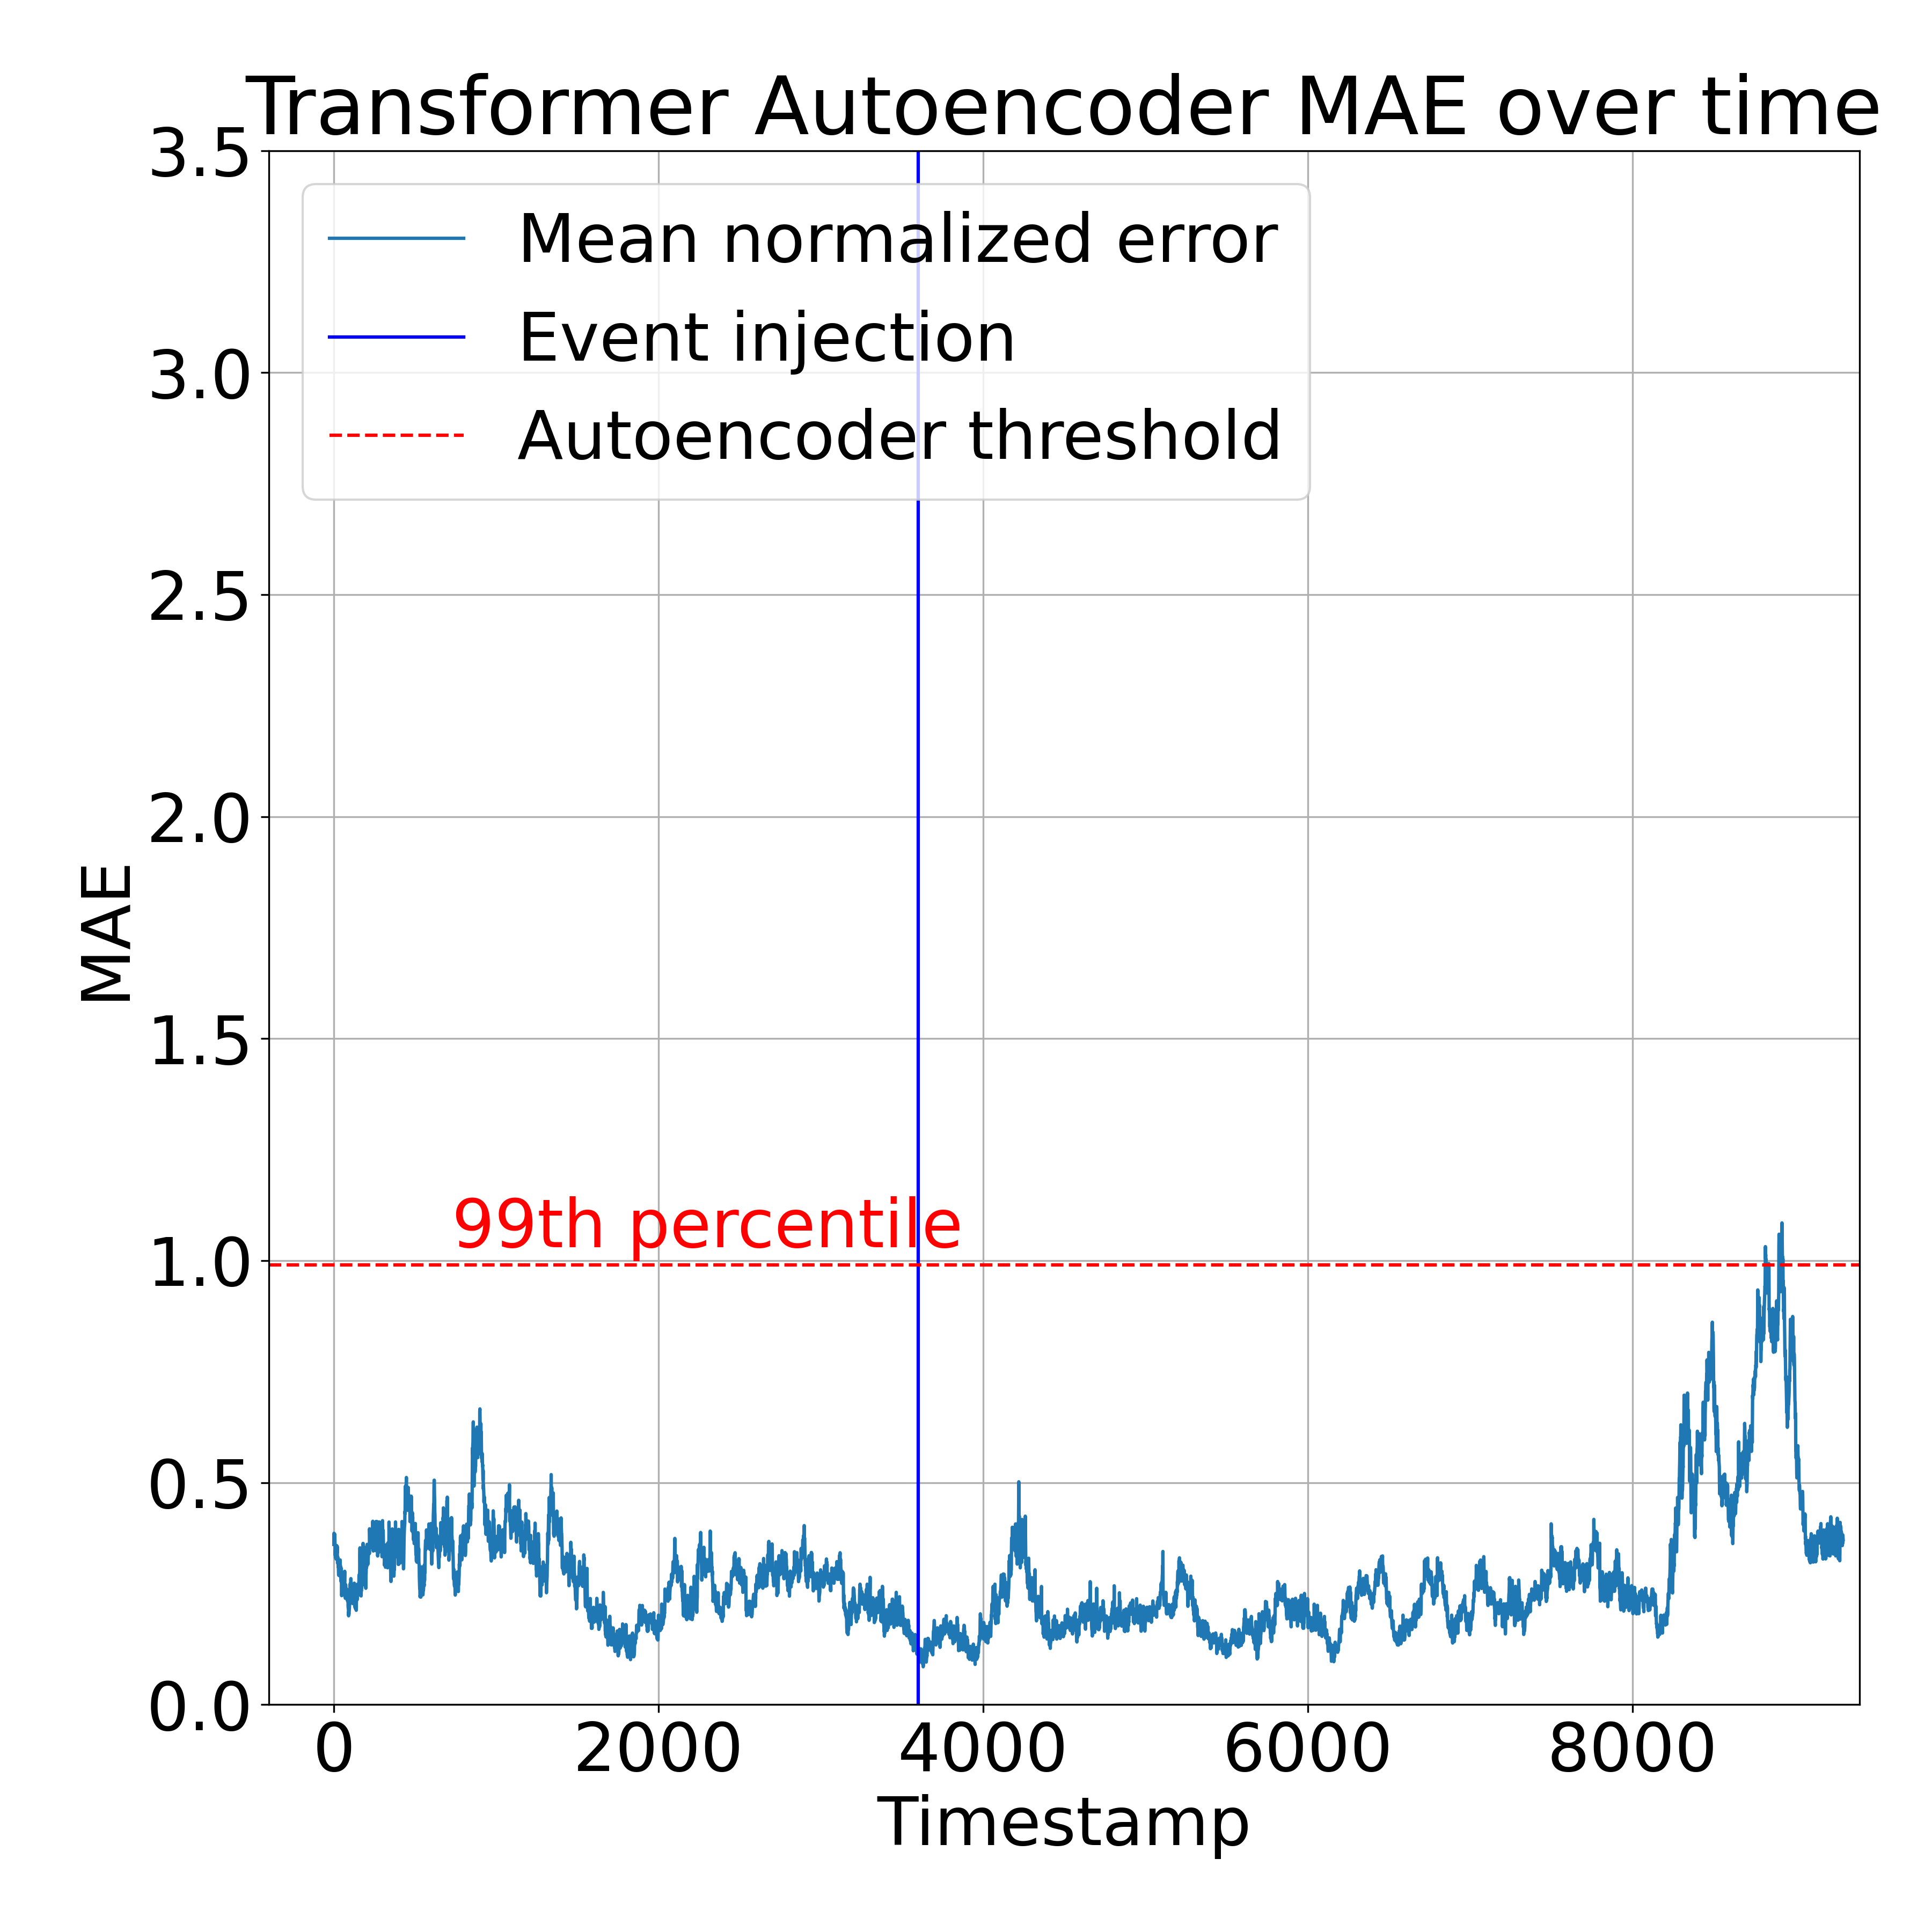 Transformer Autoencoder MAE over time
3.5
3.0
2.5
2.0
1.5
1.0
0.5
0.0
MAE
Mean normalized error
Event injection
Autoencoder threshold
99th percentile
0 2000 4000 6000 8000
Timestamp